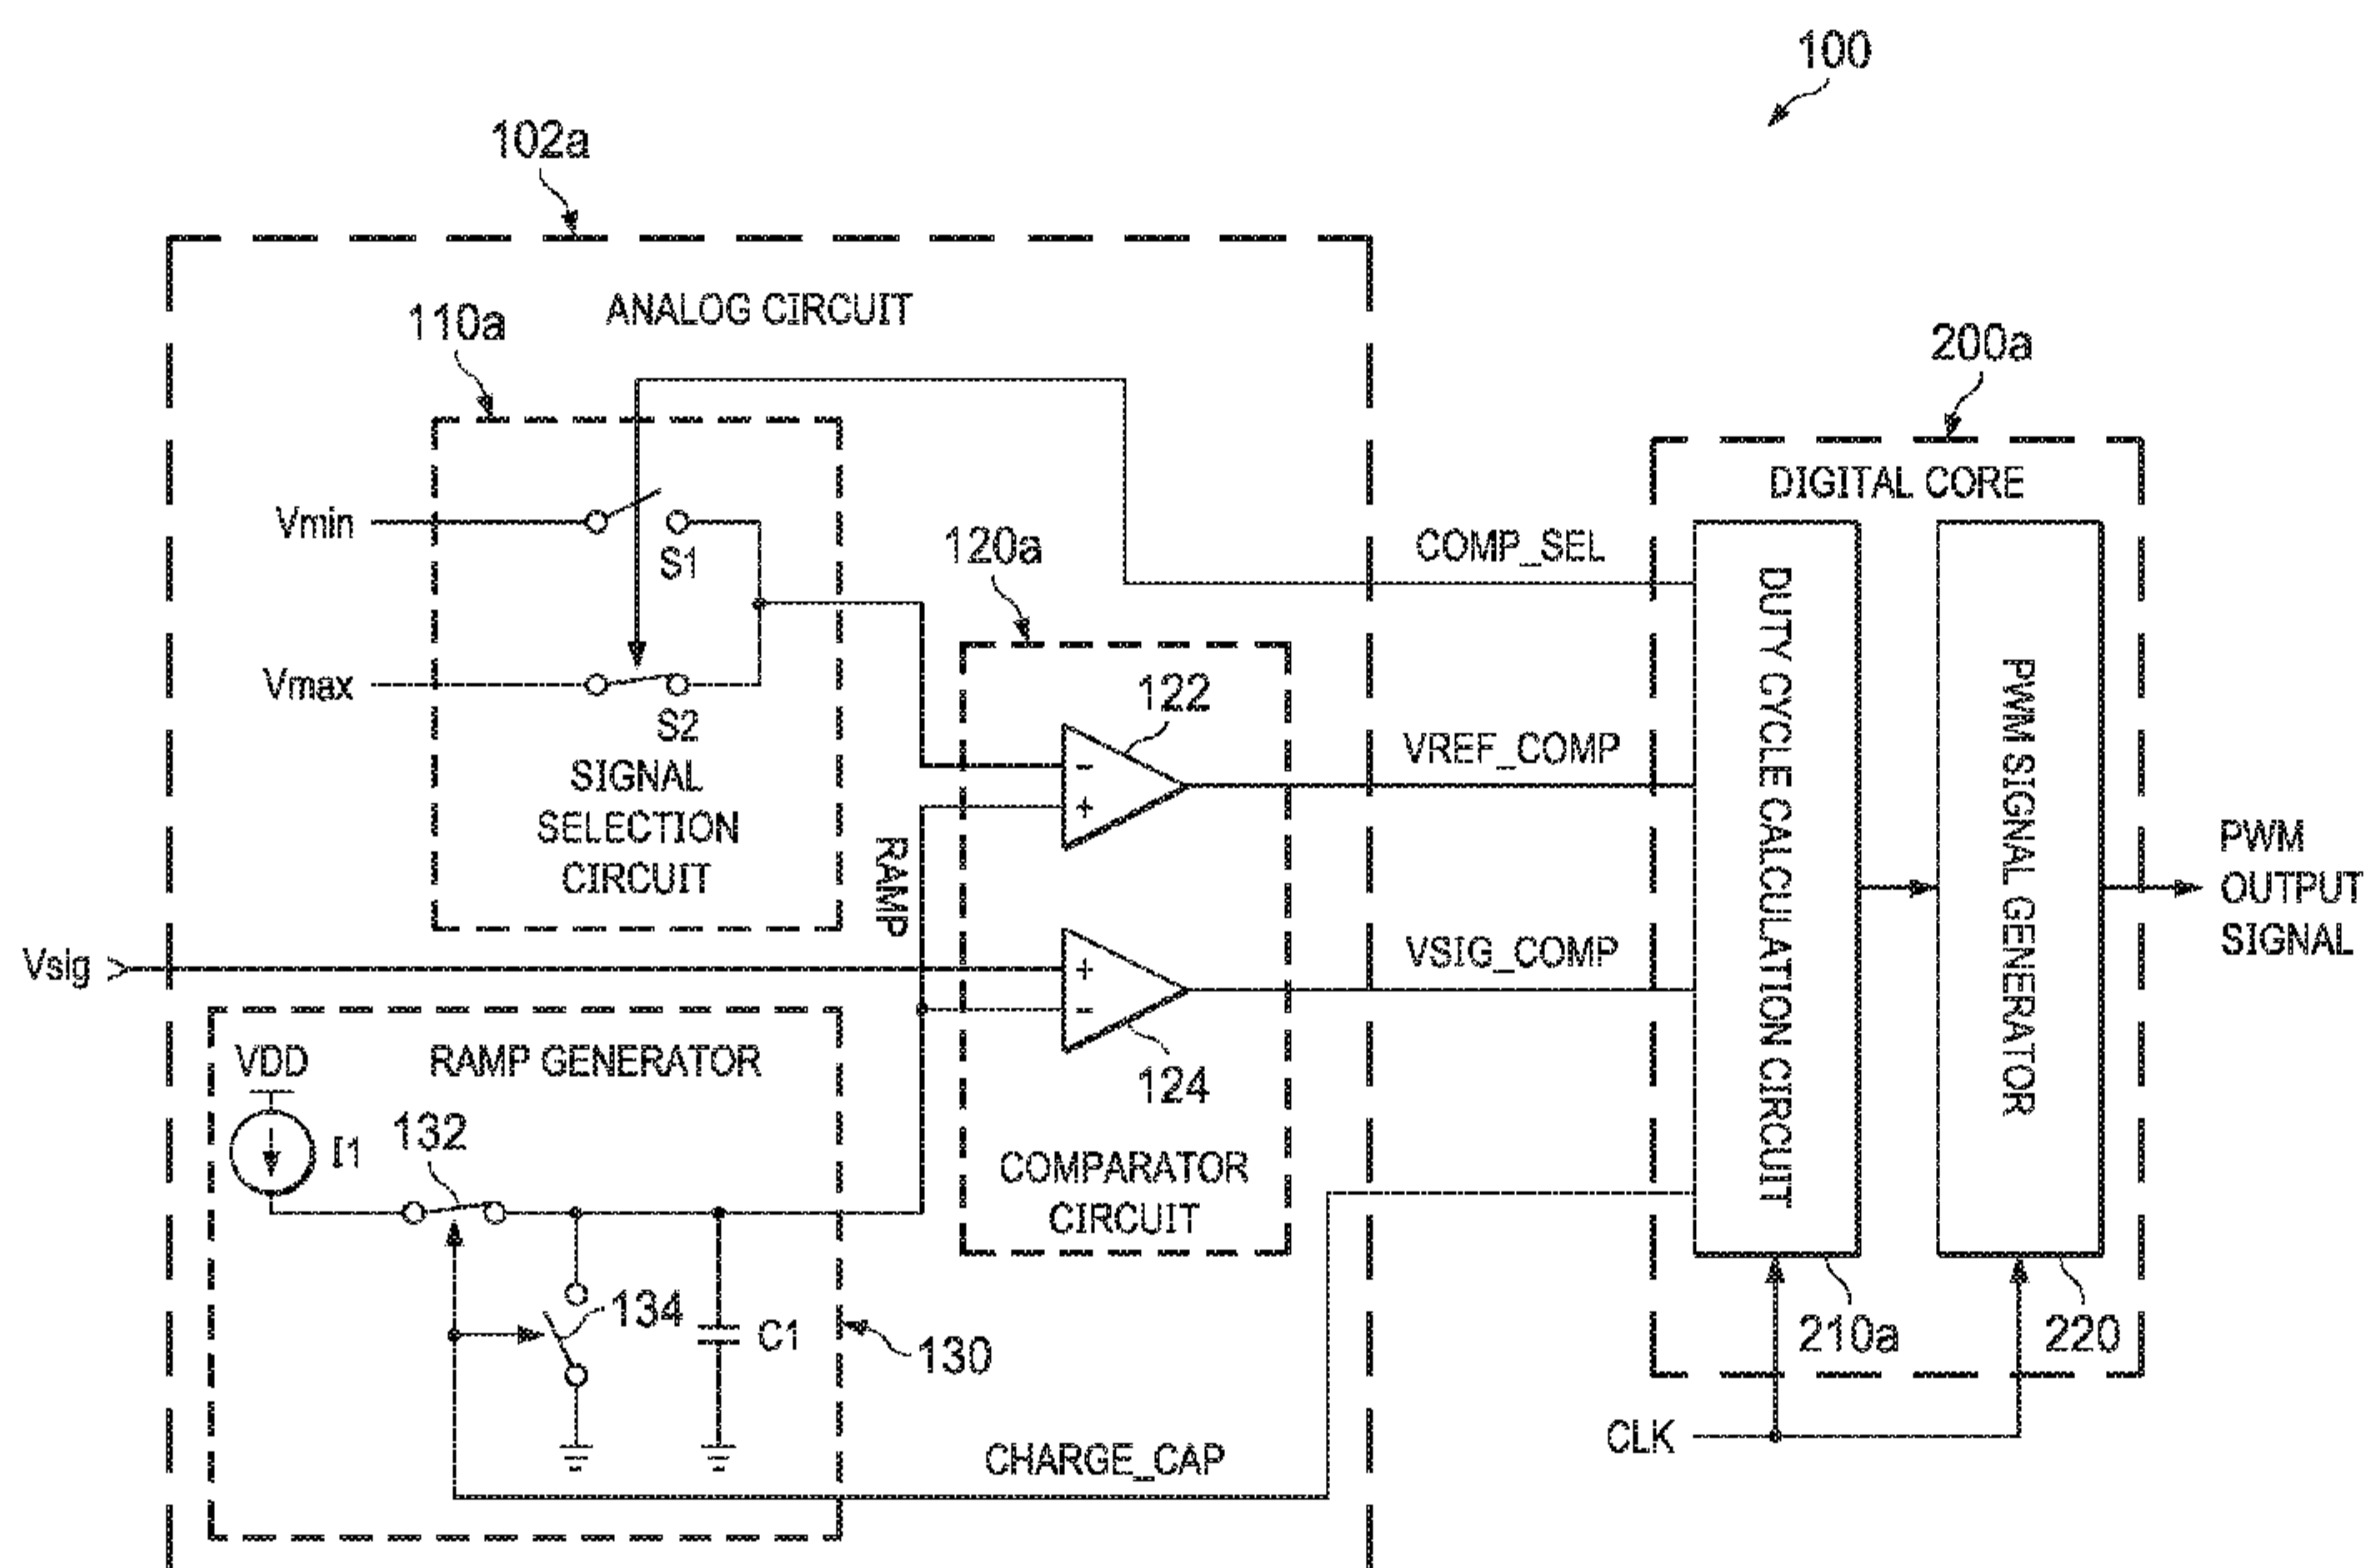 100
102a
ANALOG CIRCUIT
110a
200a
DIGITAL CORE
Vmin
S1
120a
COMP_SEL
Vmax
S2
122
SIGNAL
SELECTION
CIRCUIT
-
+
VREF_COMP
RAMP
DUTY CYCLE CALCULATION CIRCUIT
PWM SIGNAL GENERATOR
PWM
OUTPUT
SIGNAL
Vsig
+
-
VSIG_COMP
124
VDD
RAMP GENERATOR
I1
132
COMPARATOR
CIRCUIT
134
C1
130
210a
220
CLK
CHARGE_CAP